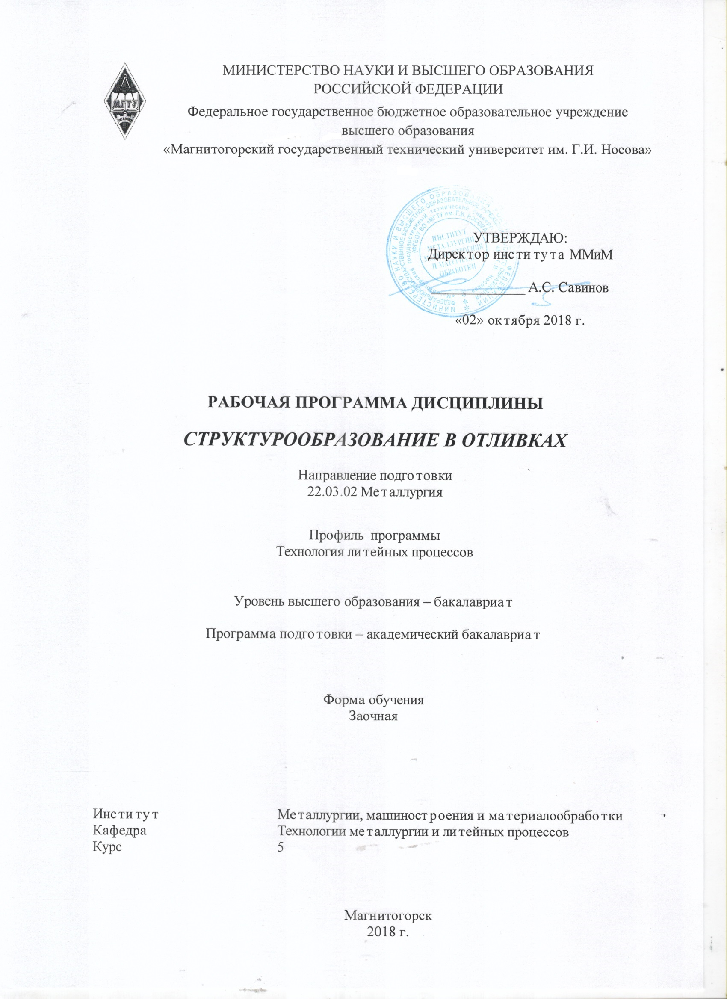 МИНИСТЕРСТВО НАУКИ И ВЫСШЕГО ОБРАЗОВАНИЯ
РОССИЙСКОЙ ФЕДЕРАЦИИ
Федеральное государственное бюджетное образовательное учреждение
высшего образования
«Магнитогорский государственный технический университет им. Г.И. Носова»
МГТУ
УТВЕРЖДАЮ:
Директор института ММиМ
А.С. Савинов
«02» октября 2018 г.
ИНСТИТУТ
МЕТАЛЛУРГИИ
ОБРАБОТКИ
РАБОЧАЯ ПРОГРАММА ДИСЦИПЛИНЫ
СТРУКТУРООБРАЗОВАНИЕ В ОТЛИВКАХ
Направление подготовки
22.03.02 Металлургия
Профиль программы
Технология литейных процессов
Уровень высшего образования – бакалавриат
Программа подготовки – академический бакалавриат
Форма обучения
Заочная
Институт Металлургии, машиностроения и материалообработки
Кафедра Технологии металлургии и литейных процессов
Курс 5
Магнитогорск
2018 г.